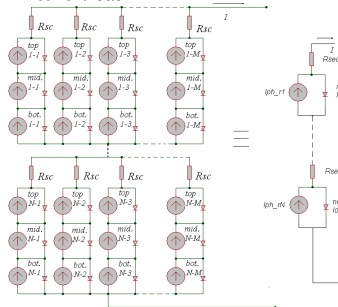 I
Rsc Rsc Rsc Rsc
top 1-1 top 1-2 top 1-3 top 1-M
mid. 1-1 mid. 1-2 mid. 1-3 mid. 1-M
bot. 1-1 bot. 1-2 bot. 1-3 bot. 1-M
Rsc Rsc Rsc Rsc
top N-1 top N-2 top N-3 top N-M
mid. N-1 mid. N-2 mid. N-3 mid. N-M
bot. N-1 bot. N-2 bot. N-3 bot. N-M
I
Iph_r1
Iph_rN